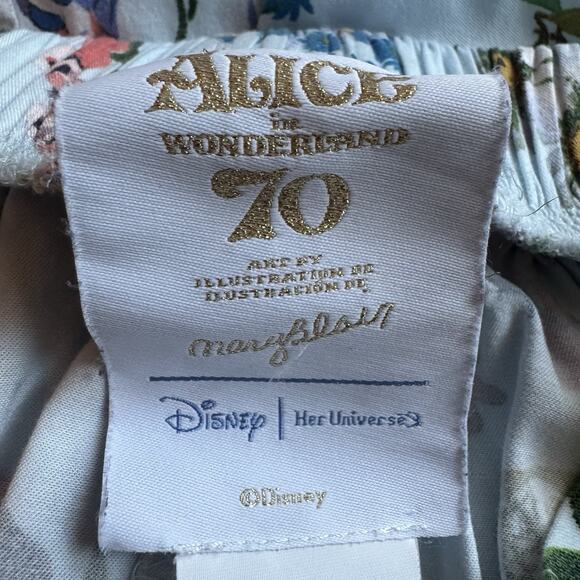 ALICE
in
WONDERLAND
70
ART BY
ILLUSTRATION DE
ILUSTRACIÓN DE
Mary Blair
Disney | Her Universe
©Disney